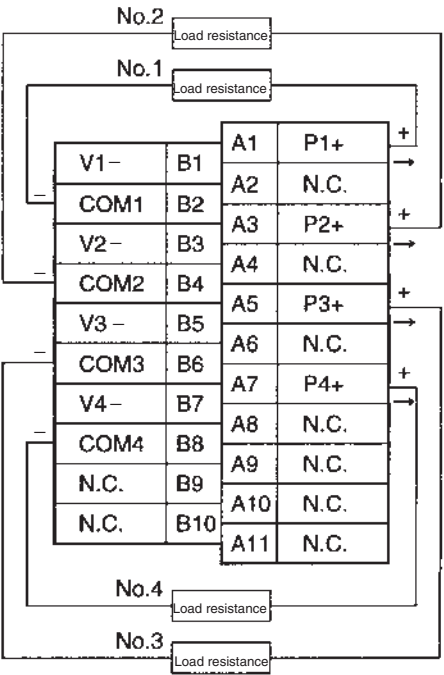 No.2
Load resistance
No.1
Load resistance
A1 P1+ +
V1− B1 →
A2 N.C.
− COM1 B2
A3 P2+ +
V2− B3 →
A4 N.C.
− COM2 B4
A5 P3+ +
V3 − B5 →
A6 N.C.
− COM3 B6
A7 P4+ +
V4− B7 →
A8 N.C.
− COM4 B8
A9 N.C.
N.C. B9
A10 N.C.
N.C. B10
A11 N.C.
No.4
Load resistance
No.3
Load resistance